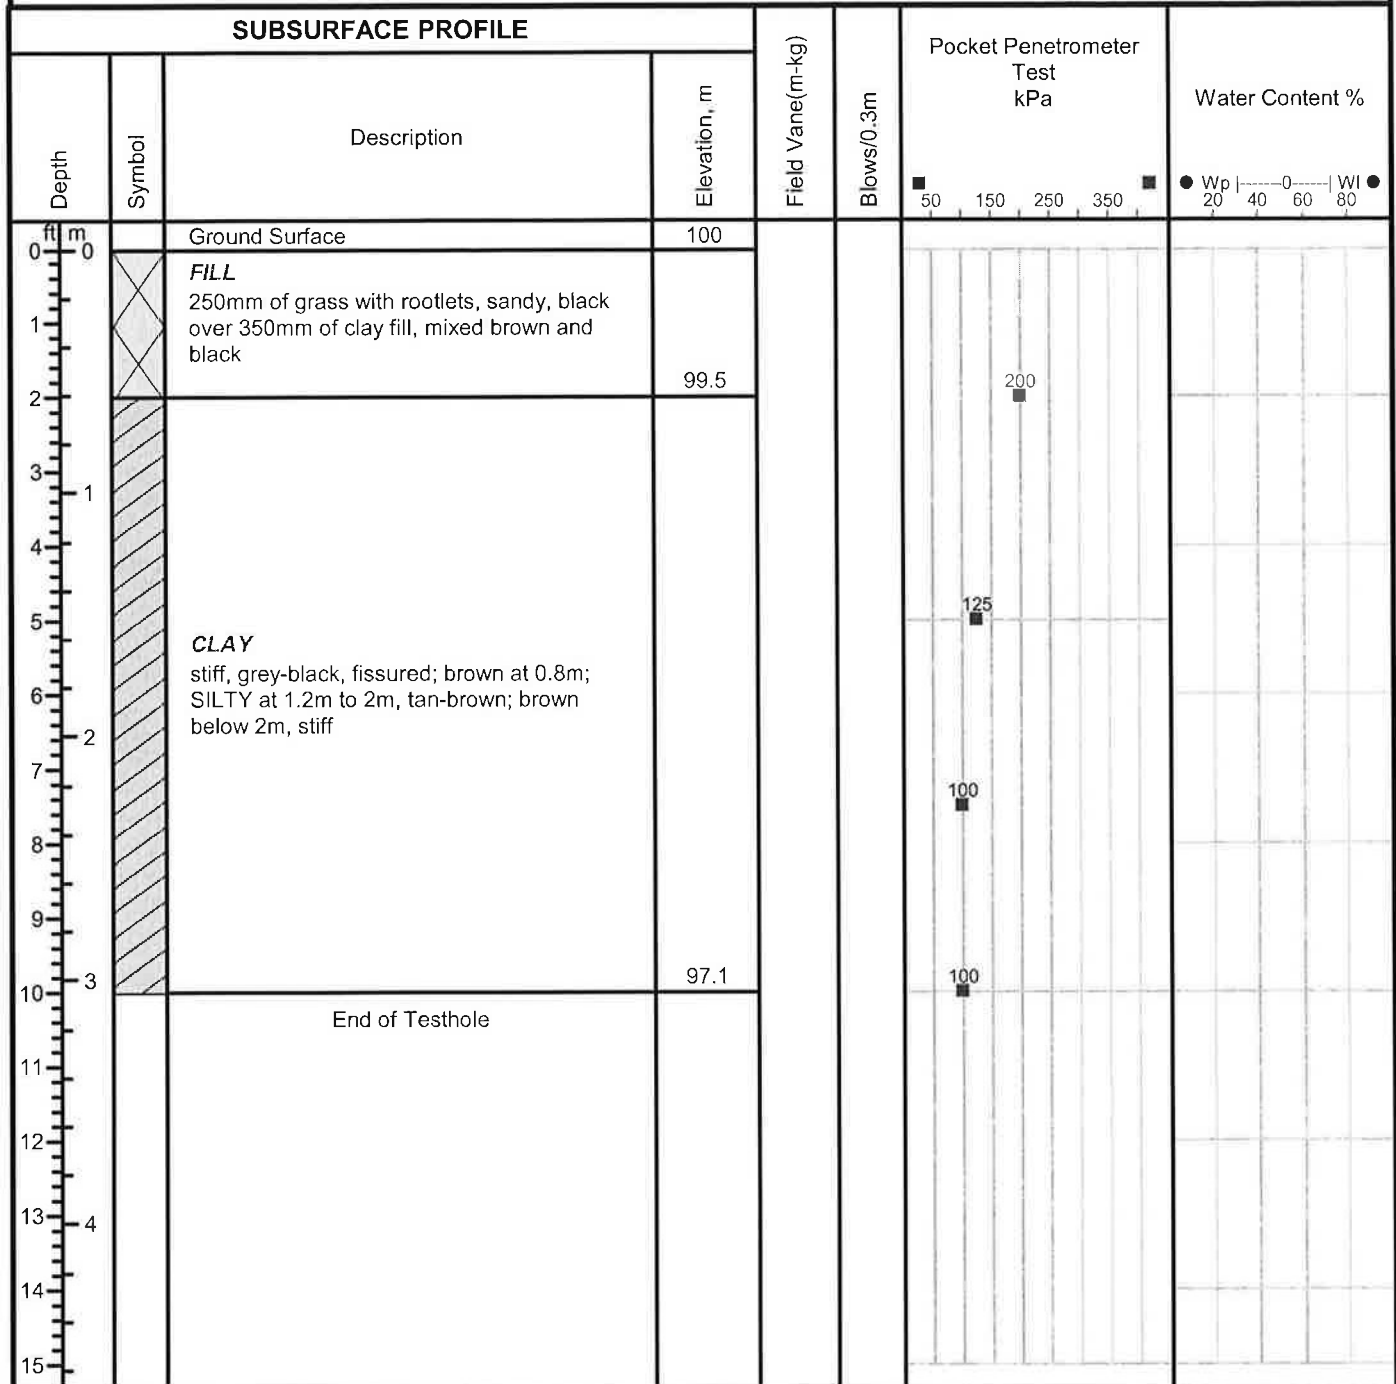 SUBSURFACE PROFILE
Depth
Symbol
Description
Elevation, m
Field Vane(m-kg)
Blows/0.3m
Pocket Penetrometer
Test
kPa
50 150 250 350
Water Content %
Wp |------0------| Wl
20 40 60 80
ft m
Ground Surface 100
0 0
FILL
250mm of grass with rootlets, sandy, black
over 350mm of clay fill, mixed brown and
black
1
99.5
200
2
3
1
4
125
5
CLAY
stiff, grey-black, fissured; brown at 0.8m;
SILTY at 1.2m to 2m, tan-brown; brown
below 2m, stiff
6
2
7
100
8
9
97.1
100
3
10
End of Testhole
11
12
13
4
14
15